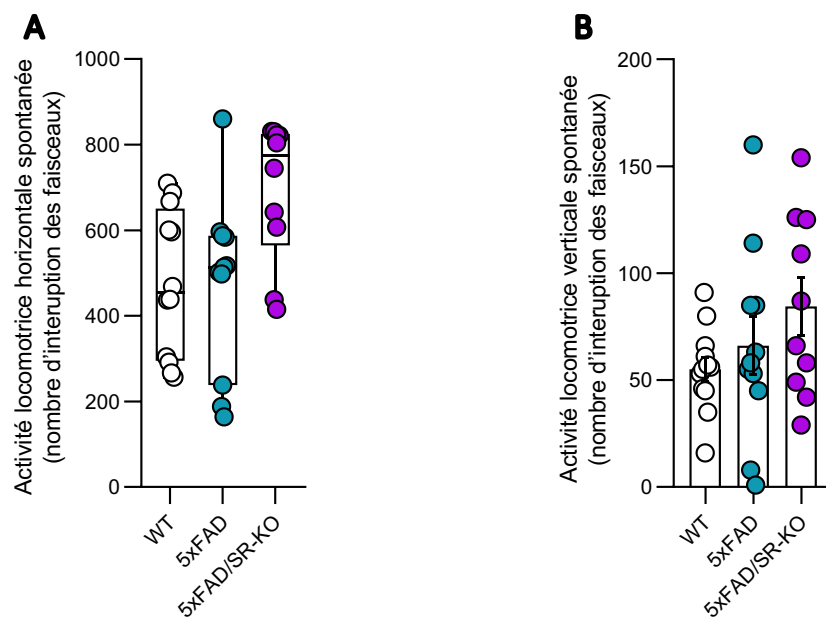 A
Activité locomotrice horizontale spontanée
(nombre d'interuption des faisceaux)
1000
800
600
400
200
0
WT
5xFAD
5xFAD/SR-KO
B
Activité locomotrice verticale spontanée
(nombre d'interuption des faisceaux)
200
150
100
50
0
WT
5xFAD
5xFAD/SR-KO